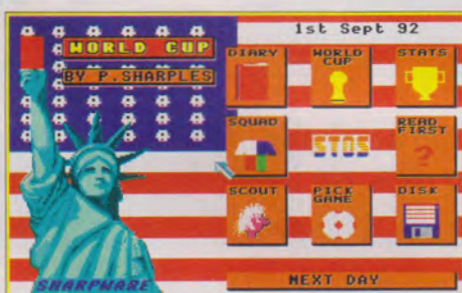 1st Sept 92
WORLD CUP
BY P.SHARPLES
DIARY
WORLD
CUP
STATS
SQUAD
STOS
READ
FIRST
?
SCOUT
PICK
GAME
DISK
SHARPWARE
NEXT DAY